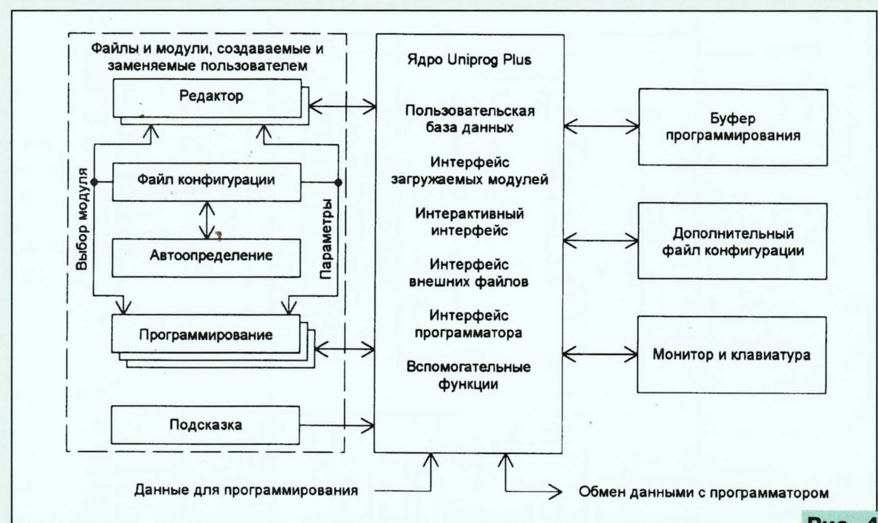 Файлы и модули, создаваемые и
заменяемые пользователем
Редактор
Файл конфигурации
Автоопределение
Программирование
Подсказка
Выбор модуля
Параметры
Ядро Uniprog Plus
Пользовательская
база данных
Интерфейс
загружаемых модулей
Интерактивный
интерфейс
Интерфейс
внешних файлов
Интерфейс
программатора
Вспомогательные
функции
Буфер
программирования
Дополнительный
файл конфигурации
Монитор и клавиатура
Данные для программирования
Обмен данными с программатором